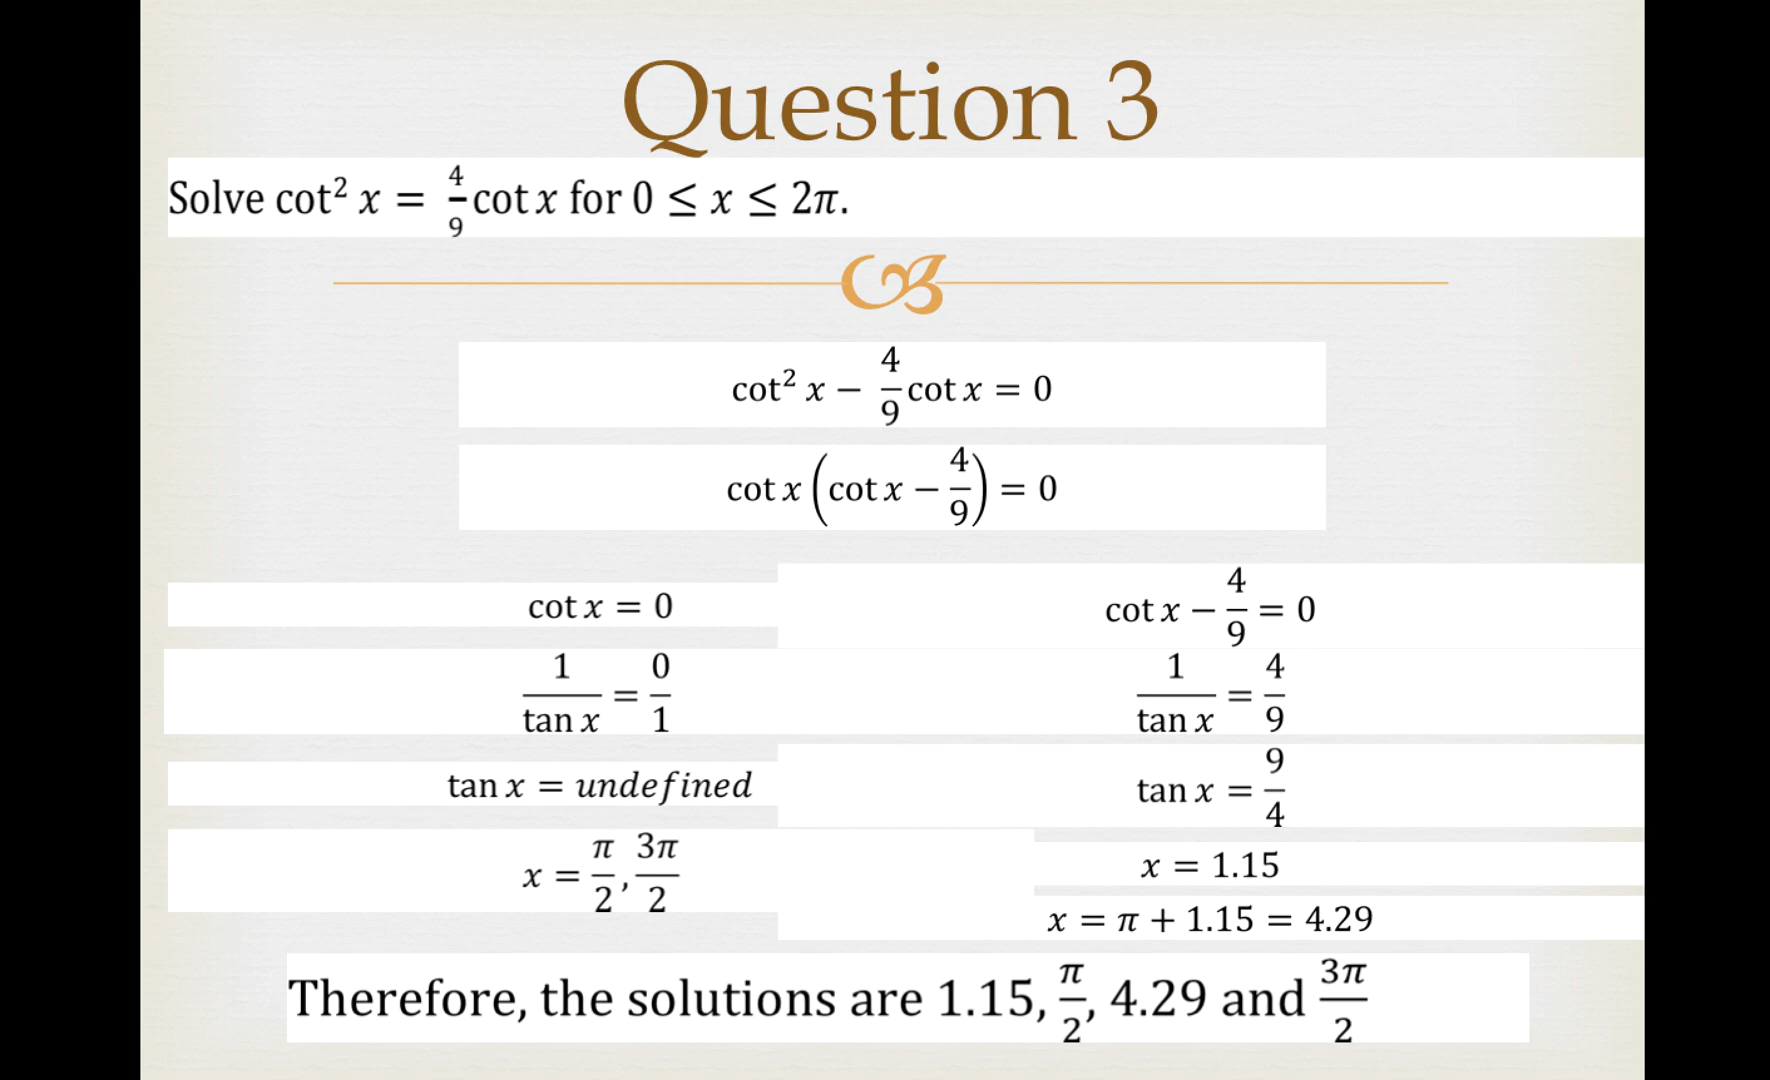 Question 3
Solve cot² x = 4/9 cot x for 0 ≤ x ≤ 2π.
cot² x − 4/9 cot x = 0
cot x (cot x − 4/9) = 0
cot x = 0
cot x − 4/9 = 0
1/tan x = 0/1
1/tan x = 4/9
tan x = undefined
tan x = 9/4
x = π/2, 3π/2
x = 1.15
x = π + 1.15 = 4.29
Therefore, the solutions are 1.15, π/2, 4.29 and 3π/2